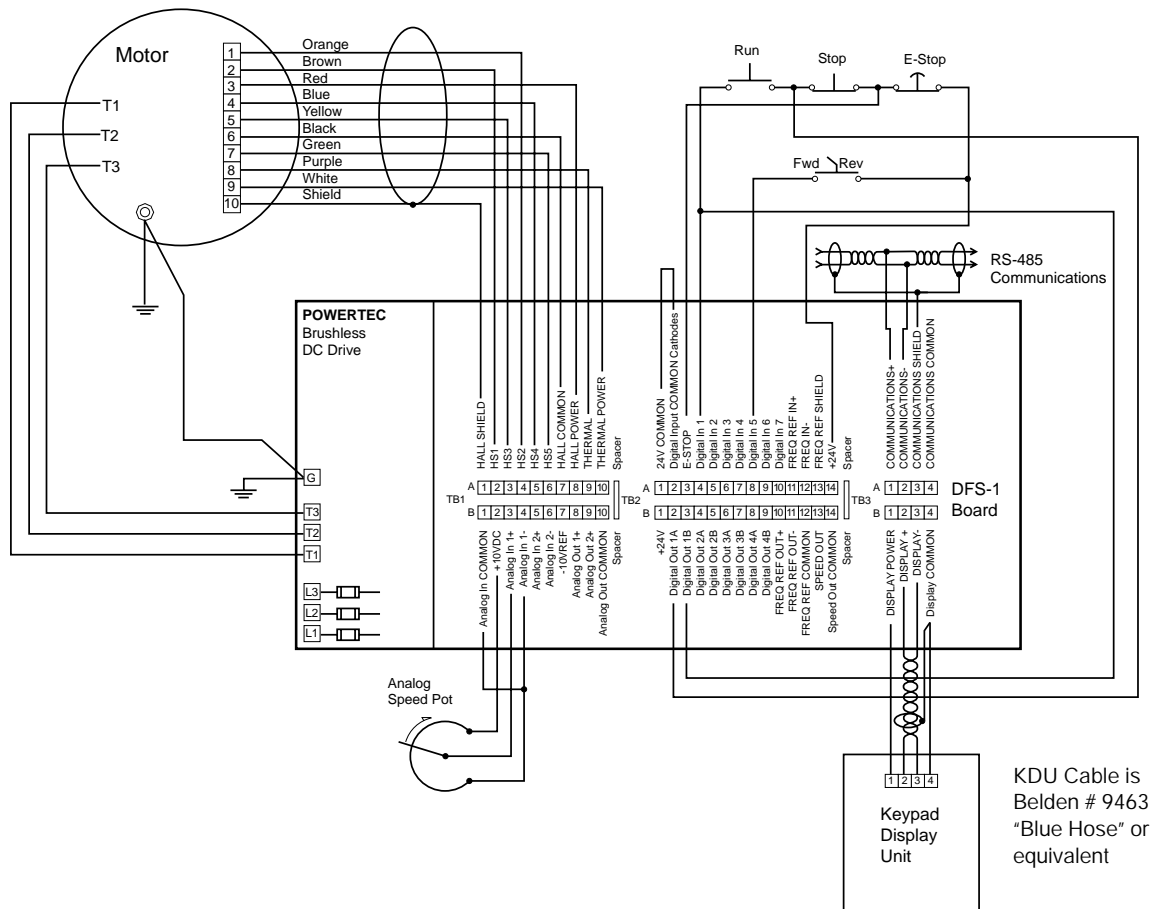 Motor
T1
T2
T3
1 Orange
2 Brown
3 Red
4 Blue
5 Yellow
6 Black
7 Green
8 Purple
9 White
10 Shield
Run
Stop
E-Stop
Fwd Rev
RS-485
Communications
POWERTEC
Brushless
DC Drive
G
T3
T2
T1
L3
L2
L1
HALL SHIELD
HS1
HS3
HS2
HS4
HS5
HALL COMMON
HALL POWER
THERMAL
THERMAL POWER
Spacer
24V COMMON
Digital Input COMMON Cathodes
E-STOP
Digital In 1
Digital In 2
Digital In 3
Digital In 4
Digital In 5
Digital In 6
Digital In 7
FREQ REF IN+
FREQ IN-
FREQ REF SHIELD
+24V
Spacer
COMMUNICATIONS+
COMMUNICATIONS-
COMMUNICATIONS SHIELD
COMMUNICATIONS COMMON
A 1 2 3 4 5 6 7 8 9 10
TB1
B 1 2 3 4 5 6 7 8 9 10
TB2
A 1 2 3 4 5 6 7 8 9 10 11 12 13 14
B 1 2 3 4 5 6 7 8 9 10 11 12 13 14
TB3
A 1 2 3 4
B 1 2 3 4
DFS-1
Board
Analog In COMMON
+10VDC
Analog In 1+
Analog In 1-
Analog In 2+
Analog In 2-
-10VREF
Analog Out 1+
Analog Out 2+
Analog Out COMMON
Spacer
+24V
Digital Out 1A
Digital Out 1B
Digital Out 2A
Digital Out 2B
Digital Out 3A
Digital Out 3B
Digital Out 4A
Digital Out 4B
FREQ REF OUT+
FREQ REF OUT-
FREQ REF COMMON
SPEED OUT
Speed Out COMMON
Spacer
DISPLAY POWER
DISPLAY +
DISPLAY-
Display COMMON
Analog
Speed Pot
1 2 3 4
Keypad
Display
Unit
KDU Cable is
Belden # 9463
"Blue Hose" or
equivalent